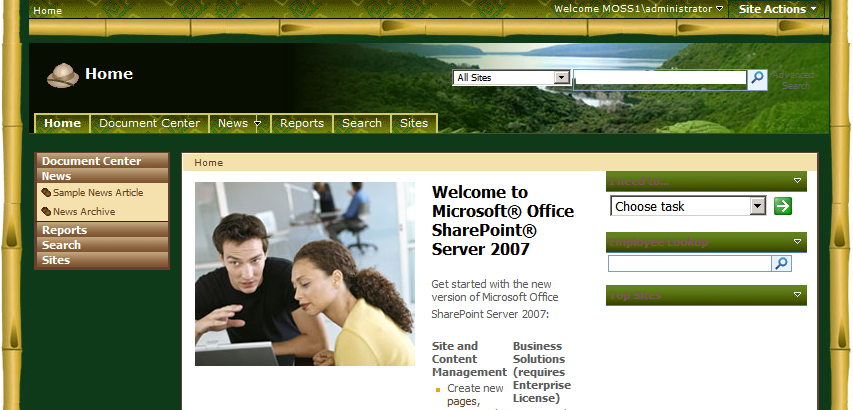 Home
Welcome MOSS1\administrator
Site Actions
Home
All Sites
Advanced
Search
Home
Document Center
News
Reports
Search
Sites
Document Center
News
Sample News Article
News Archive
Reports
Search
Sites
Home
Welcome to
Microsoft® Office
SharePoint®
Server 2007
Get started with the new
version of Microsoft Office
SharePoint Server 2007:
Site and
Content
Management
Create new
pages,
Business
Solutions
(requires
Enterprise
License)
I need to...
Choose task
Employee Lookup
Top Sites